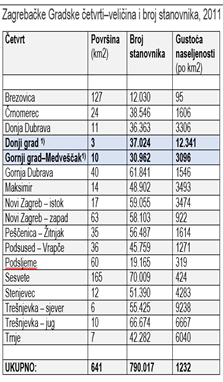 Zagrebačke Gradske četvrti–veličina i broj stanovnika, 2011
Četvrt Površina (km2) Broj stanovnika Gustoća naseljenosti (po km2)
Brezovica 127 12.030 95
Črnomerec 24 38.546 1606
Donja Dubrava 11 36.363 3306
Donji grad ¹⁾ 3 37.024 12.341
Gornji grad–Medveščak¹⁾ 10 30.962 3096
Gornja Dubrava 40 61.841 1546
Maksimir 14 48.902 3493
Novi Zagreb – istok 17 59.055 3474
Novi Zagreb – zapad 63 58.103 922
Peščenica – Žitnjak 35 56.487 1614
Podsused – Vrapče 36 45.759 1271
Podsljeme 60 19.165 319
Sesvete 165 70.009 424
Stenjevec 12 51.390 4283
Trešnjevka – sjever 6 55.425 9238
Trešnjevka – jug 10 66.674 6667
Trnje 7 42.282 6040
UKUPNO: 641 790.017 1232